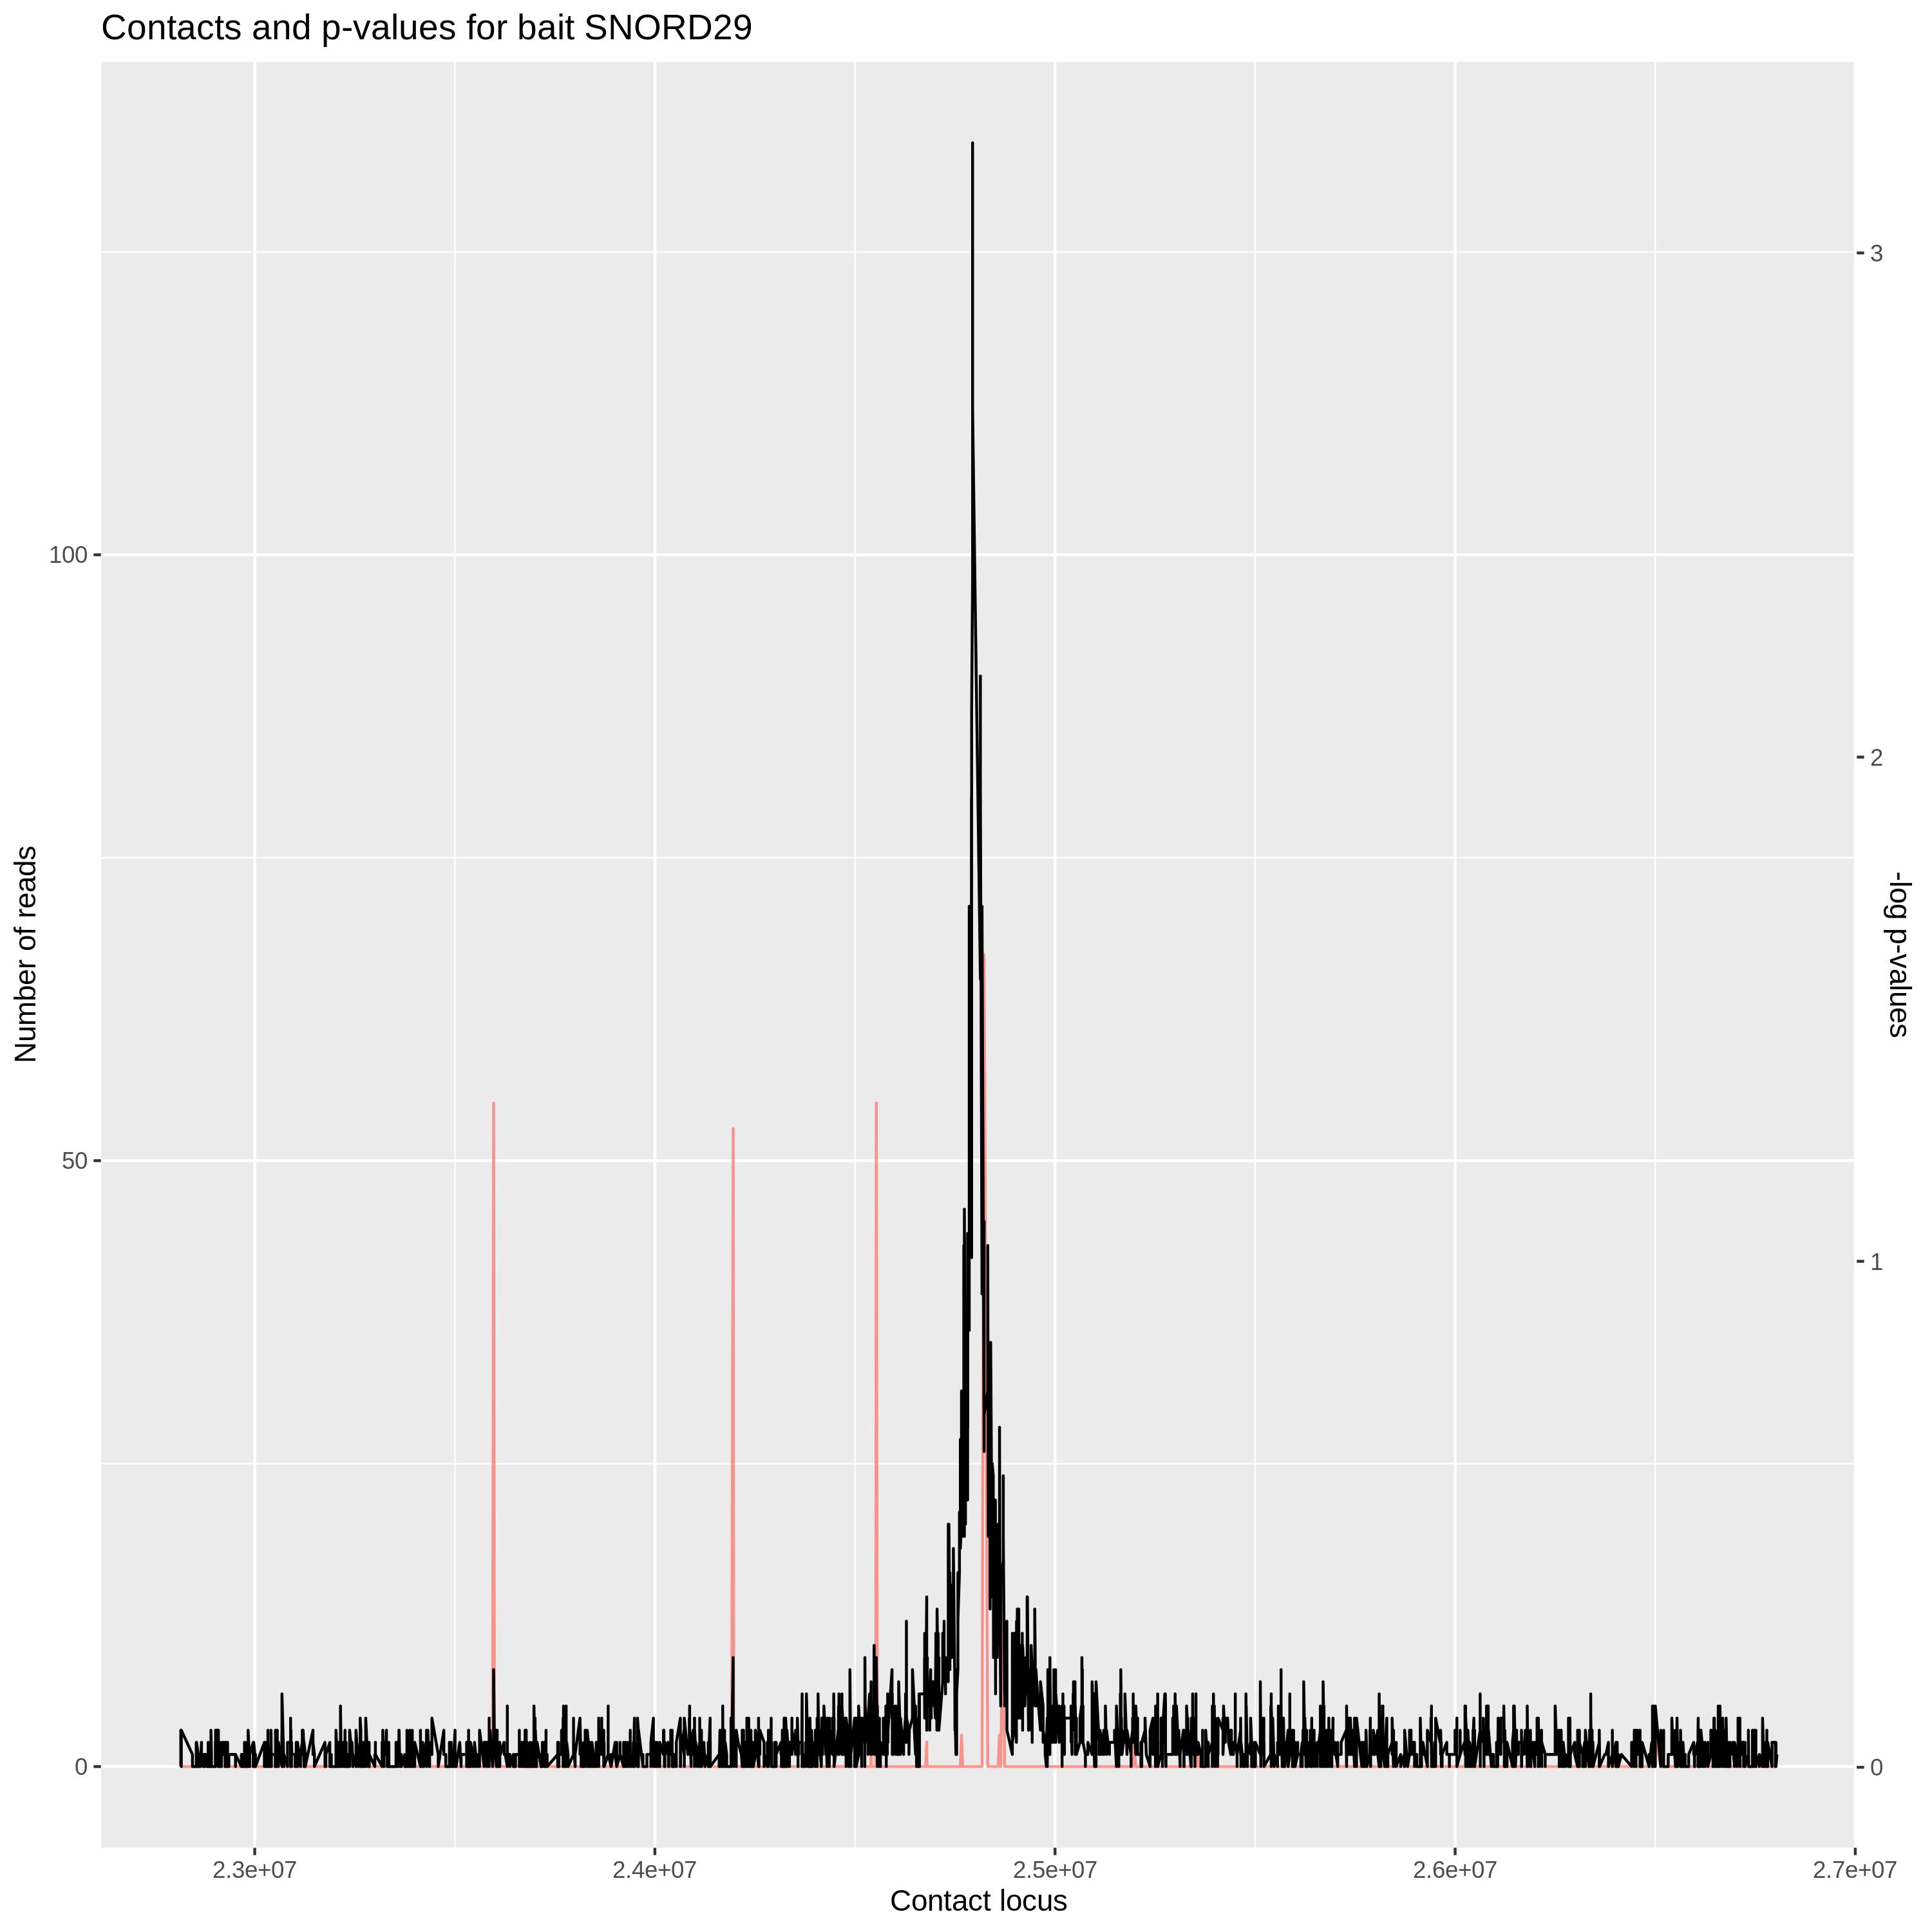 Contacts and p-values for bait SNORD29
Number of reads
100
50
0
3
2
1
0
-log p-values
2.3e+07 2.4e+07 2.5e+07 2.6e+07 2.7e+07
Contact locus